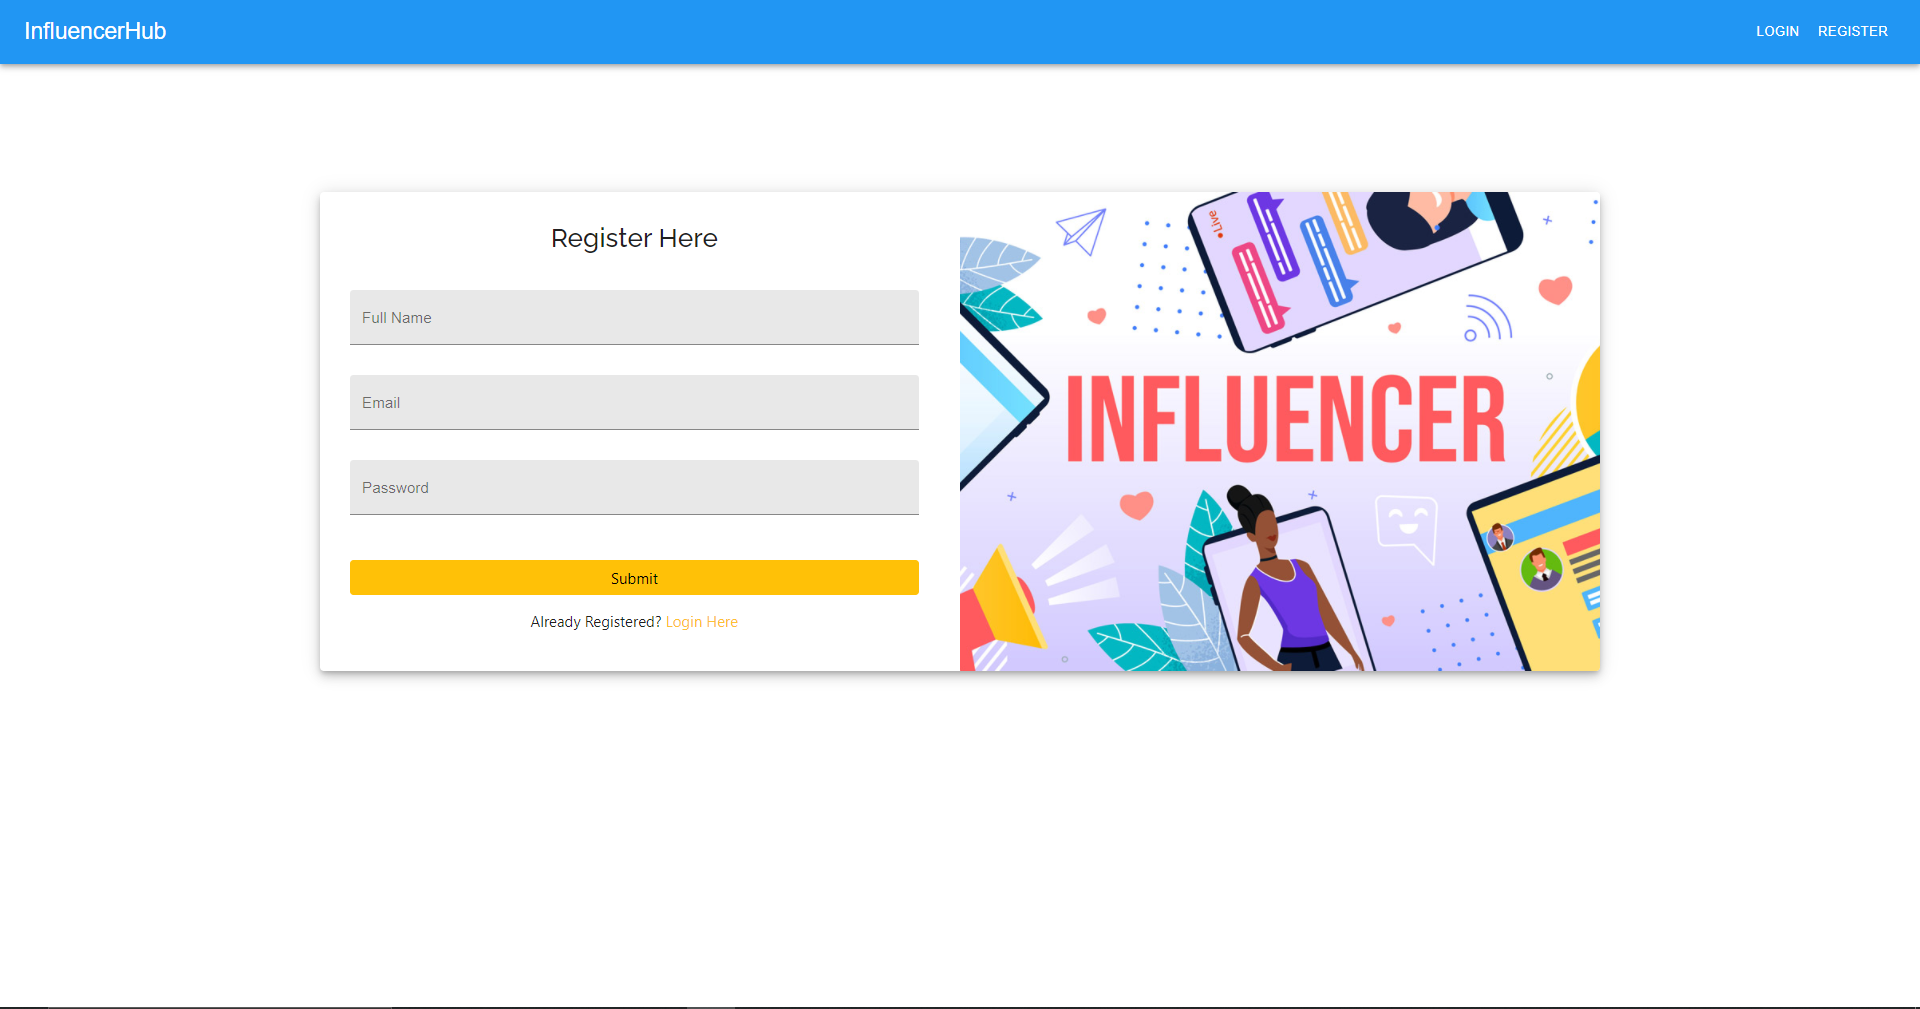 InfluencerHub
LOGIN REGISTER
Register Here
Full Name
Email
Password
Submit
Already Registered? Login Here
Live
INFLUENCER